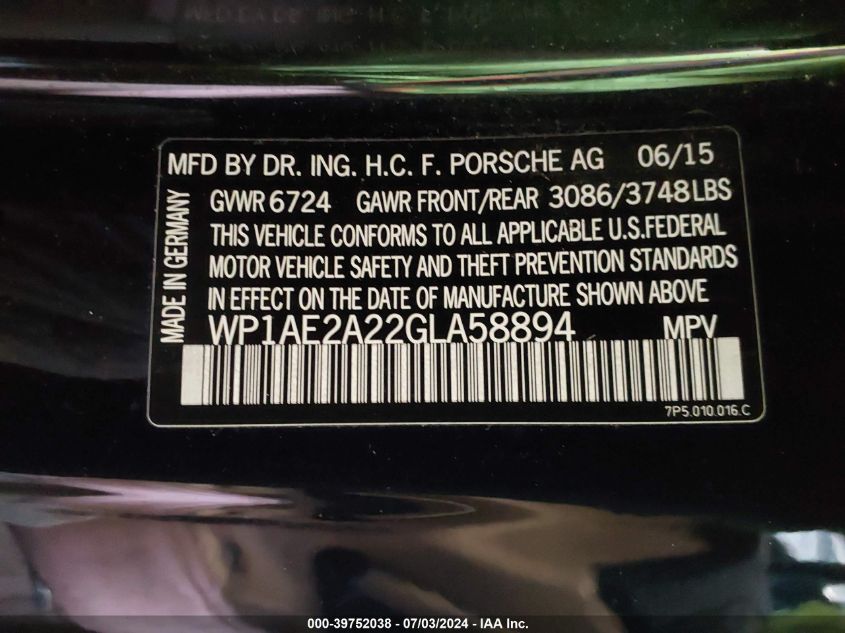 MFD BY DR. ING. H.C. F. PORSCHE AG 06/15
GVWR 6724 GAWR FRONT/REAR 3086/3748LBS
THIS VEHICLE CONFORMS TO ALL APPLICABLE U.S.FEDERAL
MOTOR VEHICLE SAFETY AND THEFT PREVENTION STANDARDS
IN EFFECT ON THE DATE OF MANUFACTURE SHOWN ABOVE
WP1AE2A22GLA58894 MPV
MADE IN GERMANY
7P5.010.016.C
000-39752038 - 07/03/2024 - IAA Inc.